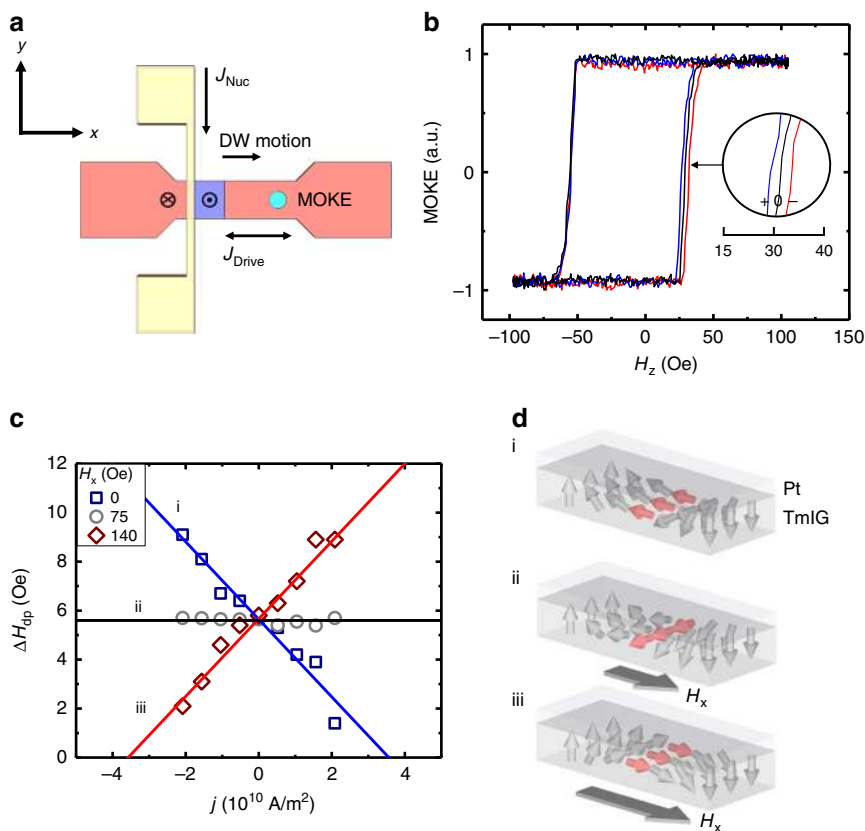 a
y
x
J_Nuc
DW motion
MOKE
J_Drive
b
MOKE (a.u.)
1
0
−1
+ 0 −
15 30 40
−100 −50 0 50 100 150
H_z (Oe)
c
ΔH_dp (Oe)
12
10
8
6
4
2
0
H_x (Oe)
0
75
140
i
ii
iii
−4 −2 0 2 4
j (10^10 A/m^2)
d
i
Pt
TmIG
ii
H_x
iii
H_x